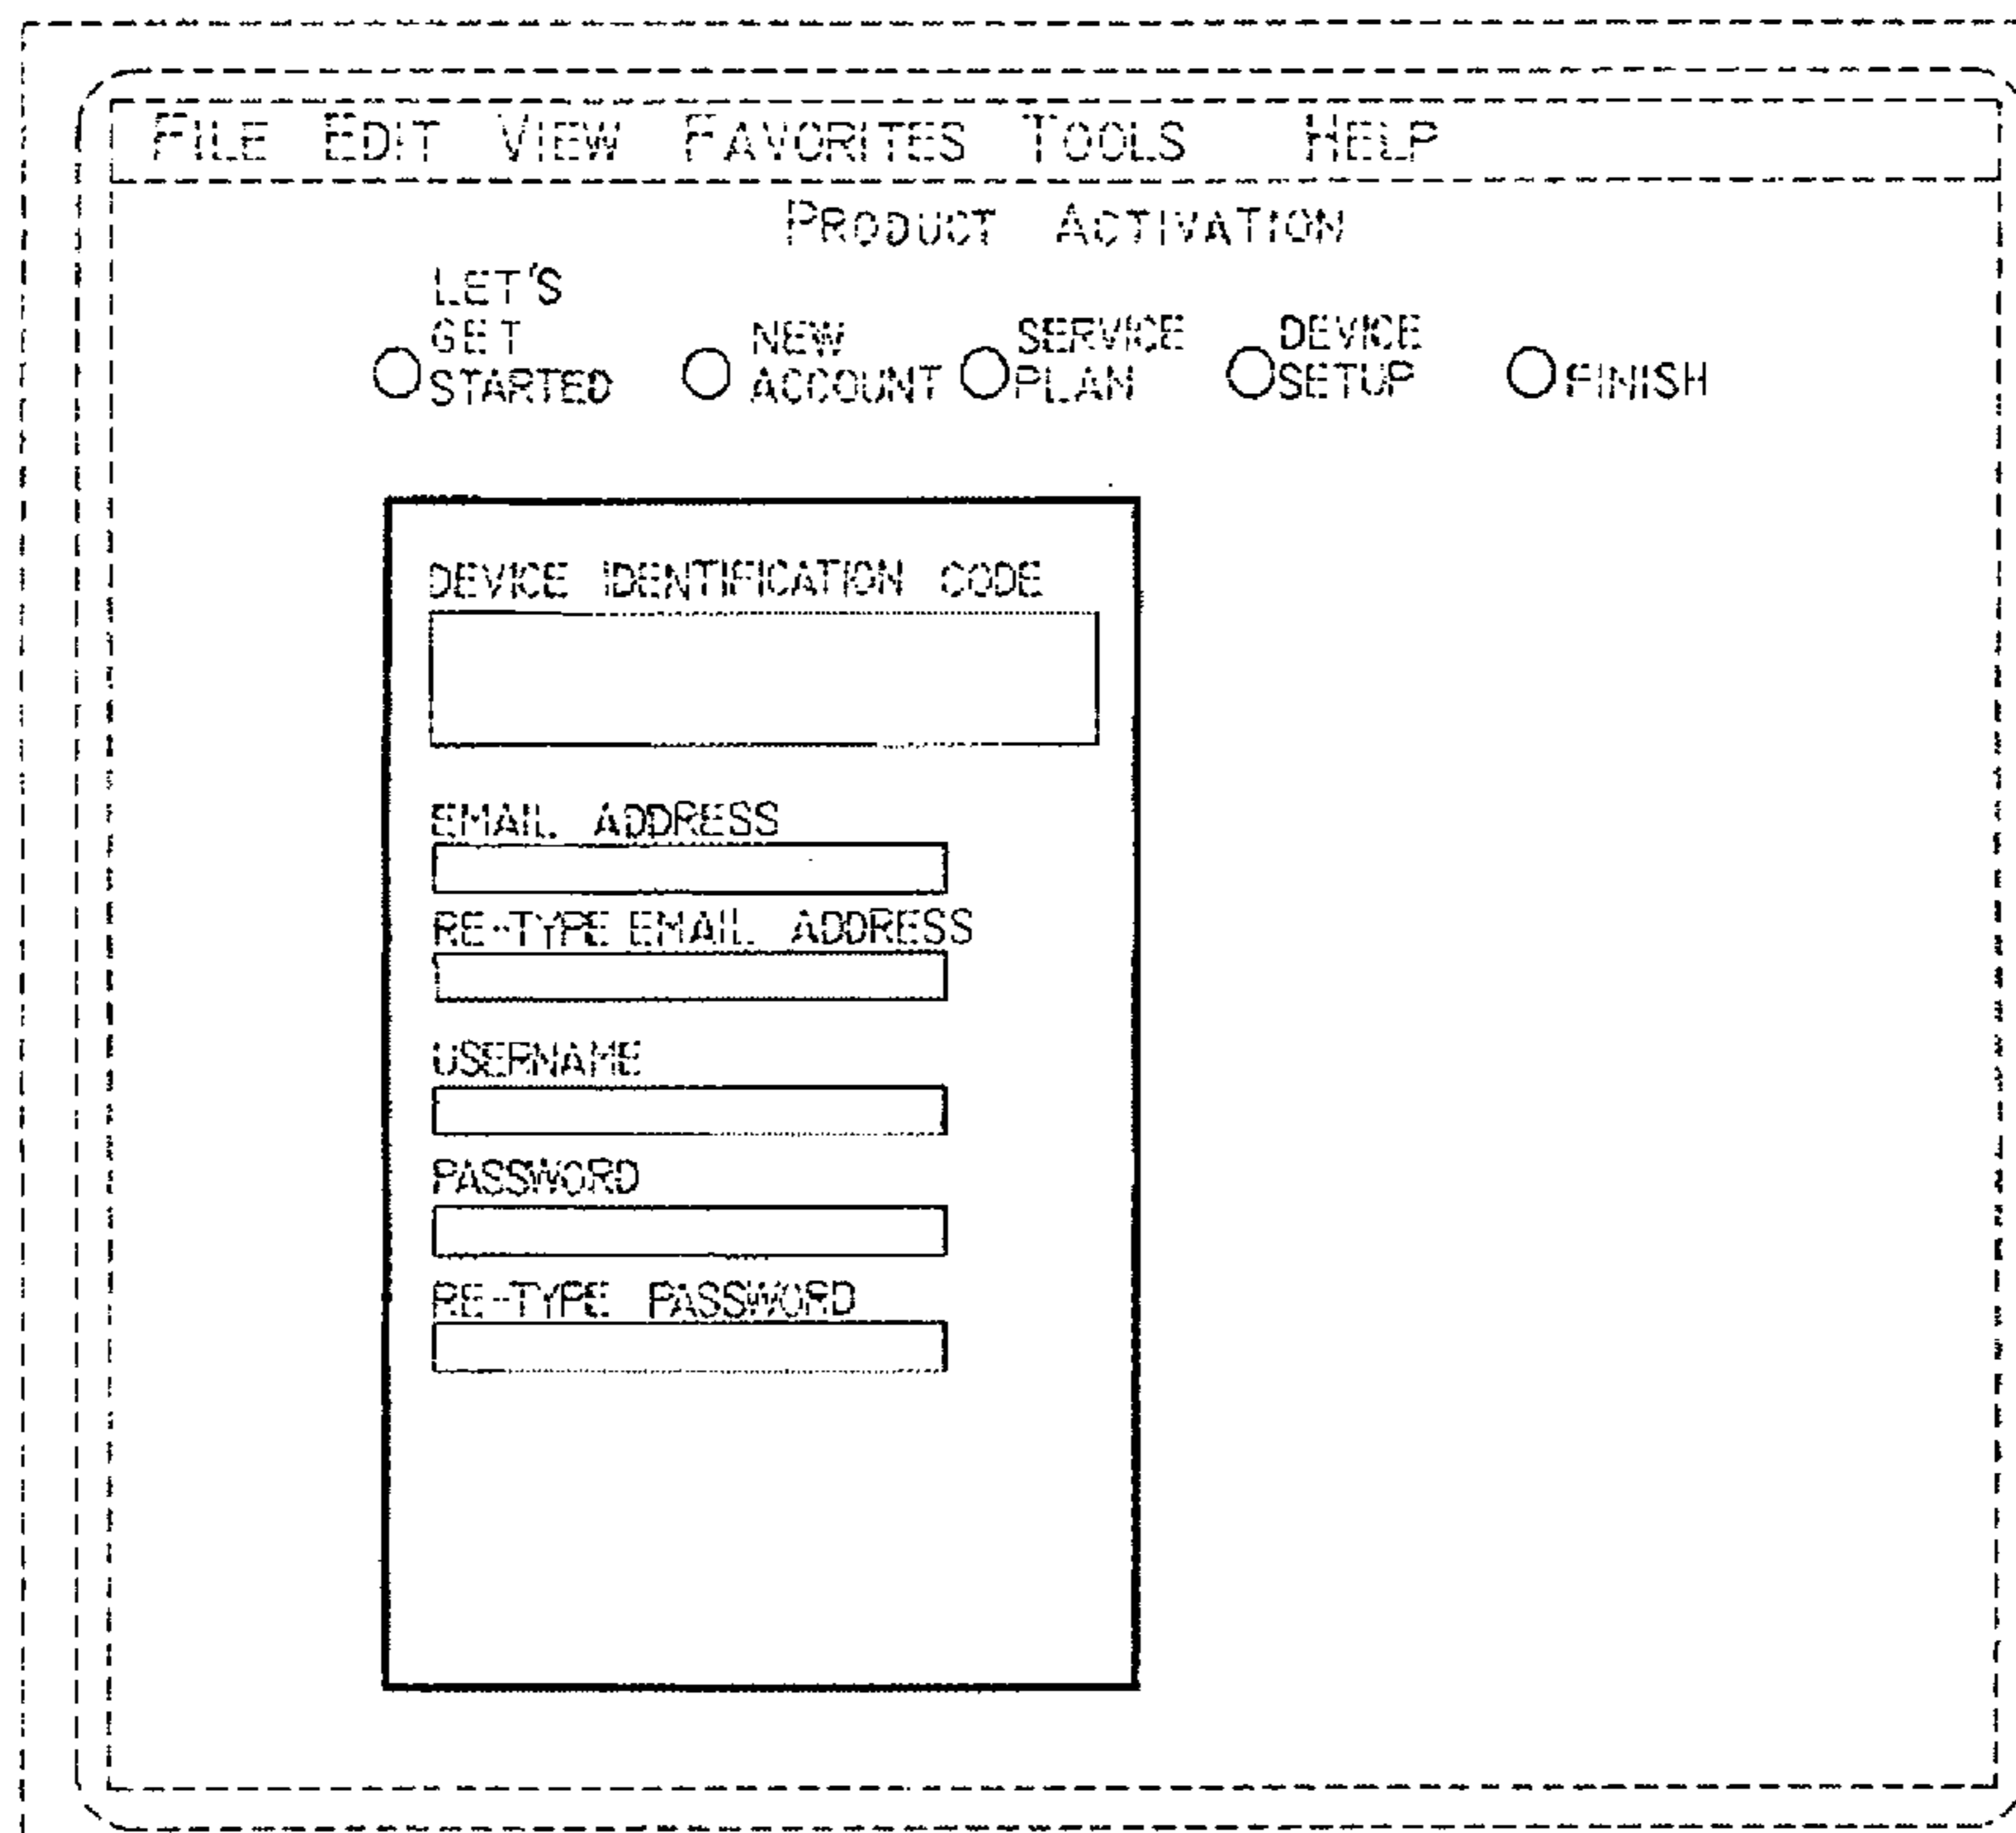 FILE EDIT VIEW FAVORITES TOOLS HELP
PRODUCT ACTIVATION
LET'S
GET
STARTED
NEW
ACCOUNT
SERVICE
PLAN
DEVICE
SETUP
FINISH
DEVICE IDENTIFICATION CODE
EMAIL ADDRESS
RE-TYPE EMAIL ADDRESS
USERNAME
PASSWORD
RE-TYPE PASSWORD